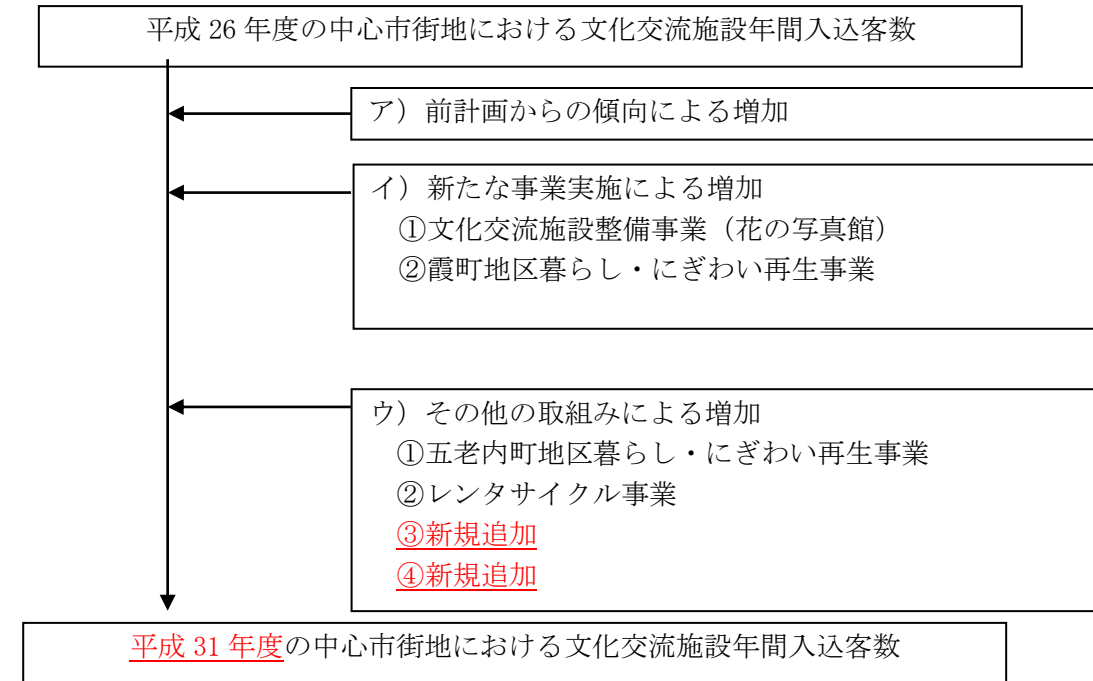 平成 26 年度の中心市街地における文化交流施設年間入込客数
ア）前計画からの傾向による増加
イ）新たな事業実施による増加
①文化交流施設整備事業（花の写真館）
②霞町地区暮らし・にぎわい再生事業
ウ）その他の取組みによる増加
①五老内町地区暮らし・にぎわい再生事業
②レンタサイクル事業
③新規追加
④新規追加
平成 31 年度の中心市街地における文化交流施設年間入込客数